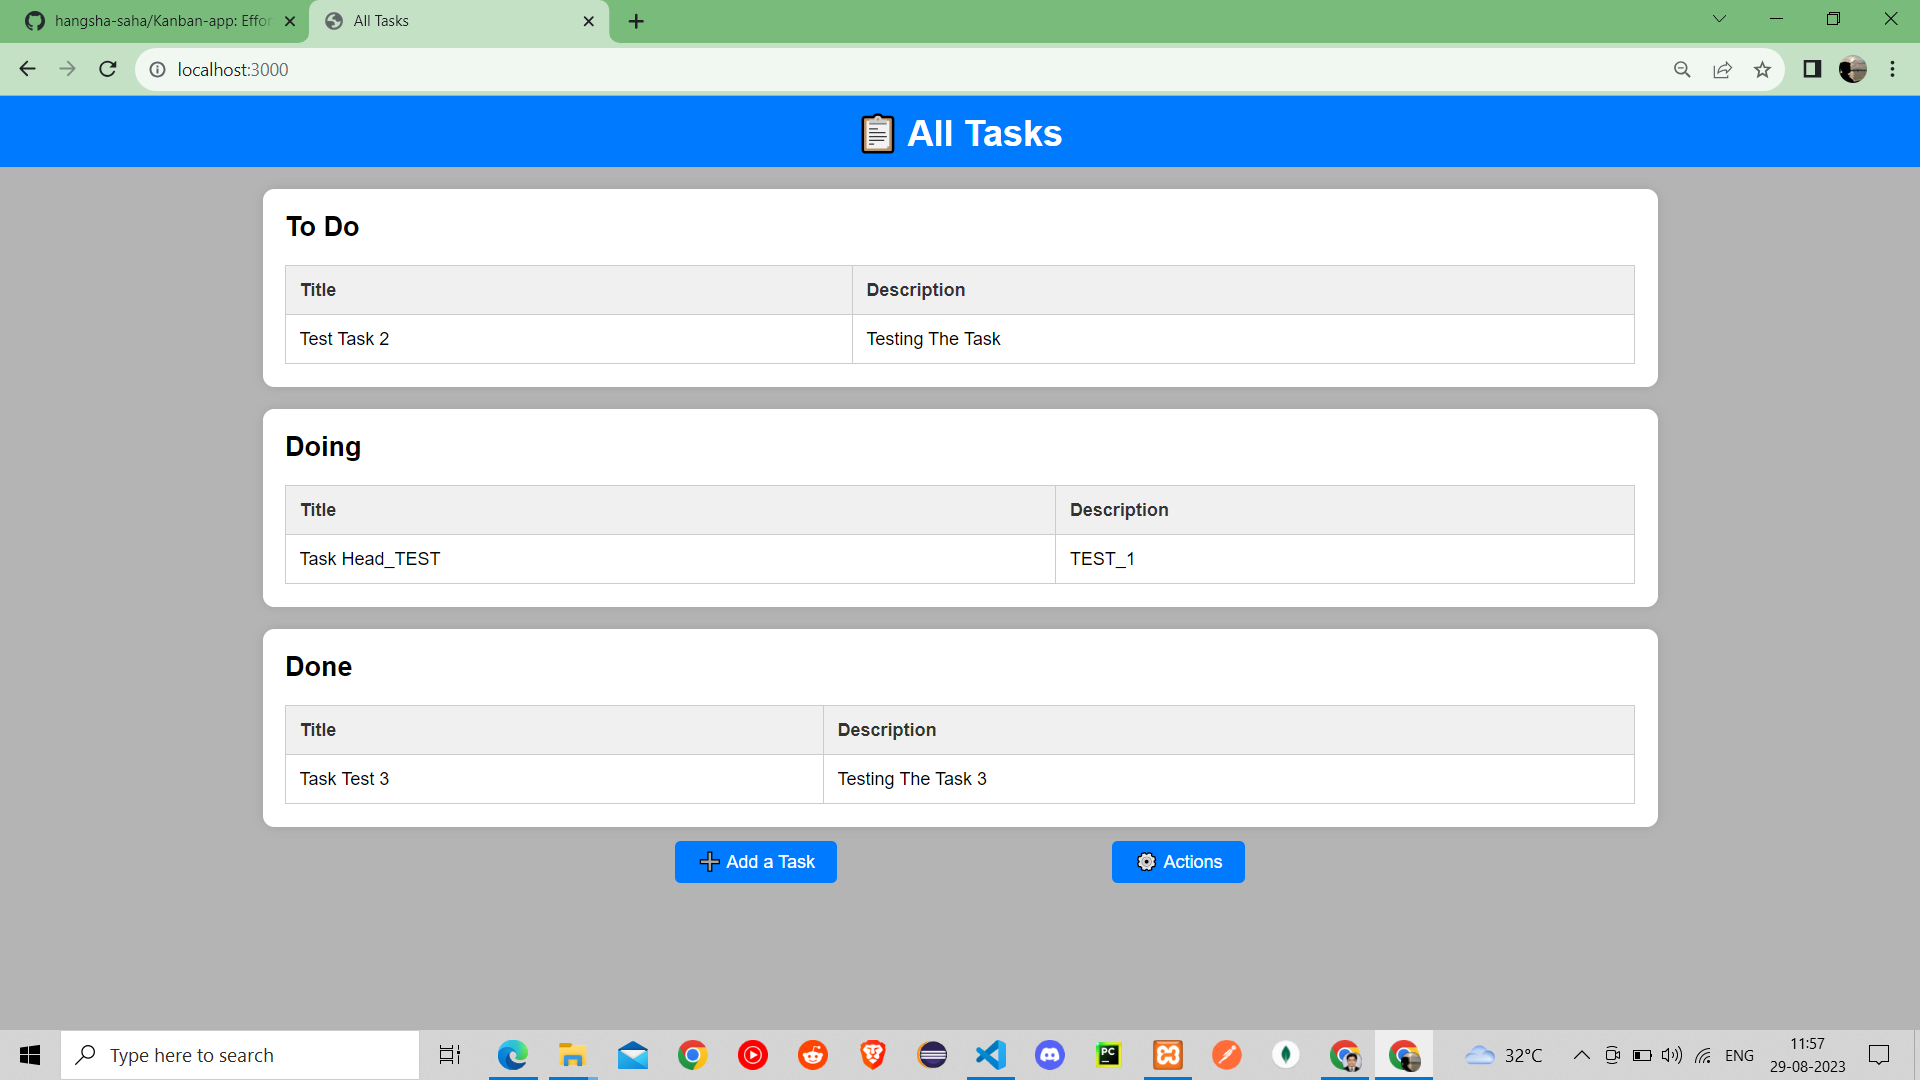 hangsha-saha/Kanban-app: Effor
All Tasks
localhost:3000
All Tasks
To Do
Title Description
Test Task 2 Testing The Task
Doing
Title Description
Task Head_TEST TEST_1
Done
Title Description
Task Test 3 Testing The Task 3
Add a Task Actions
Type here to search
PC
32°C
ENG
11:57
29-08-2023